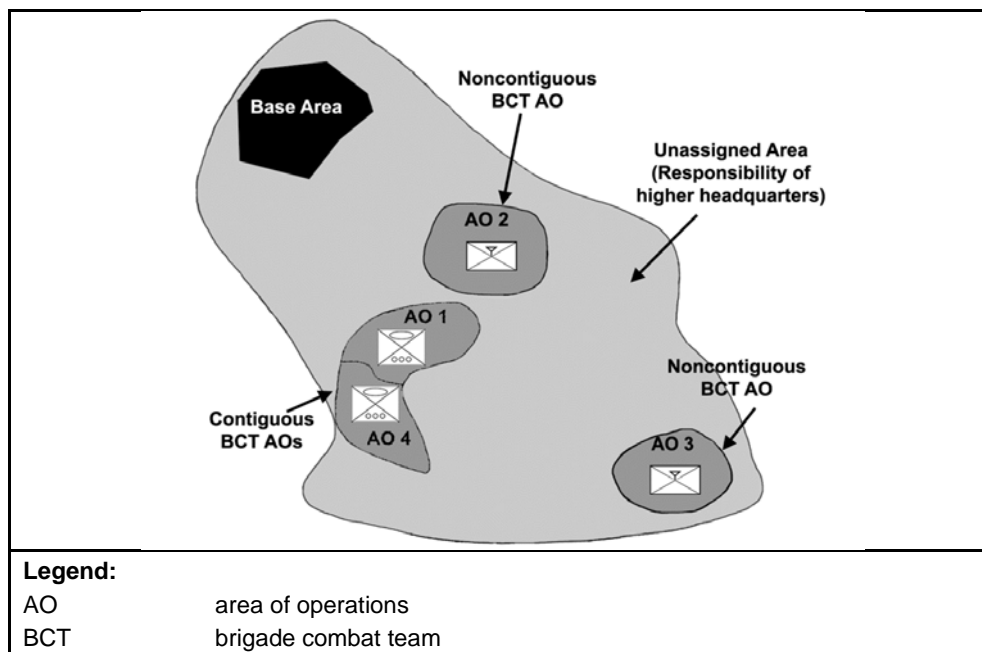 Base Area
Noncontiguous
BCT AO
Unassigned Area
(Responsibility of
higher headquarters)
AO 2
AO 1
Noncontiguous
BCT AO
Contiguous
BCT AOs
AO 4
AO 3
Legend:
AO area of operations
BCT brigade combat team